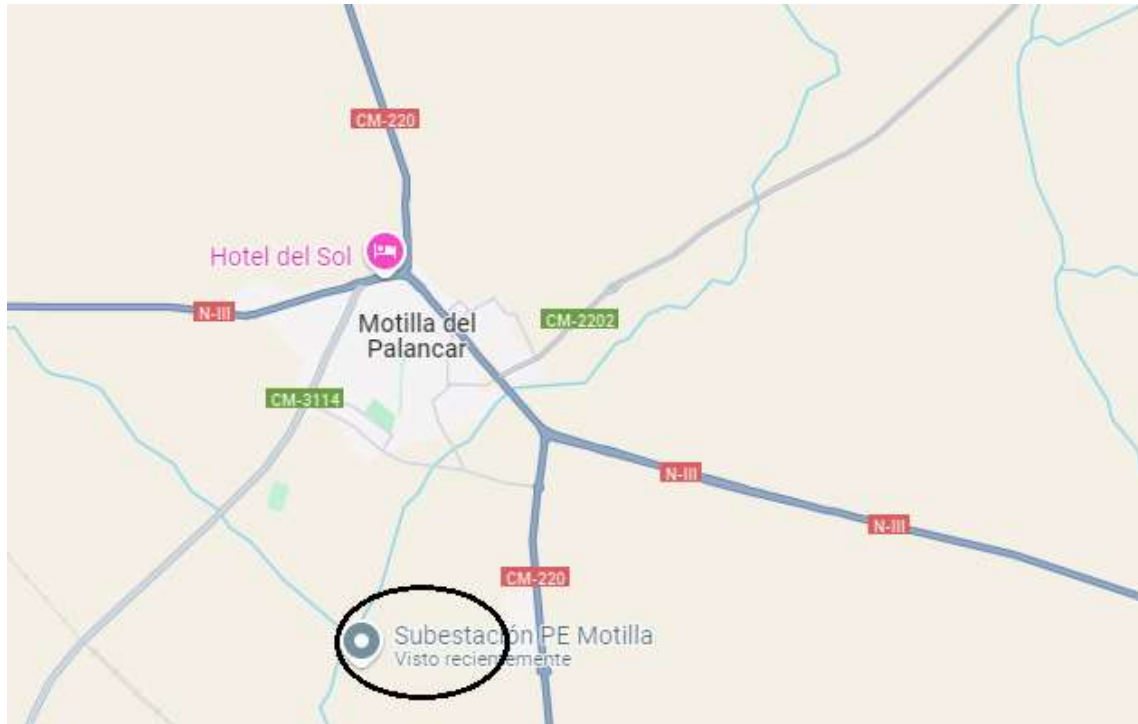 CM-220
Hotel del Sol
N-III
Motilla del
Palancar
CM-2202
CM-3114
N-III
N-III
CM-220
Subestación PE Motilla
Visto recientemente